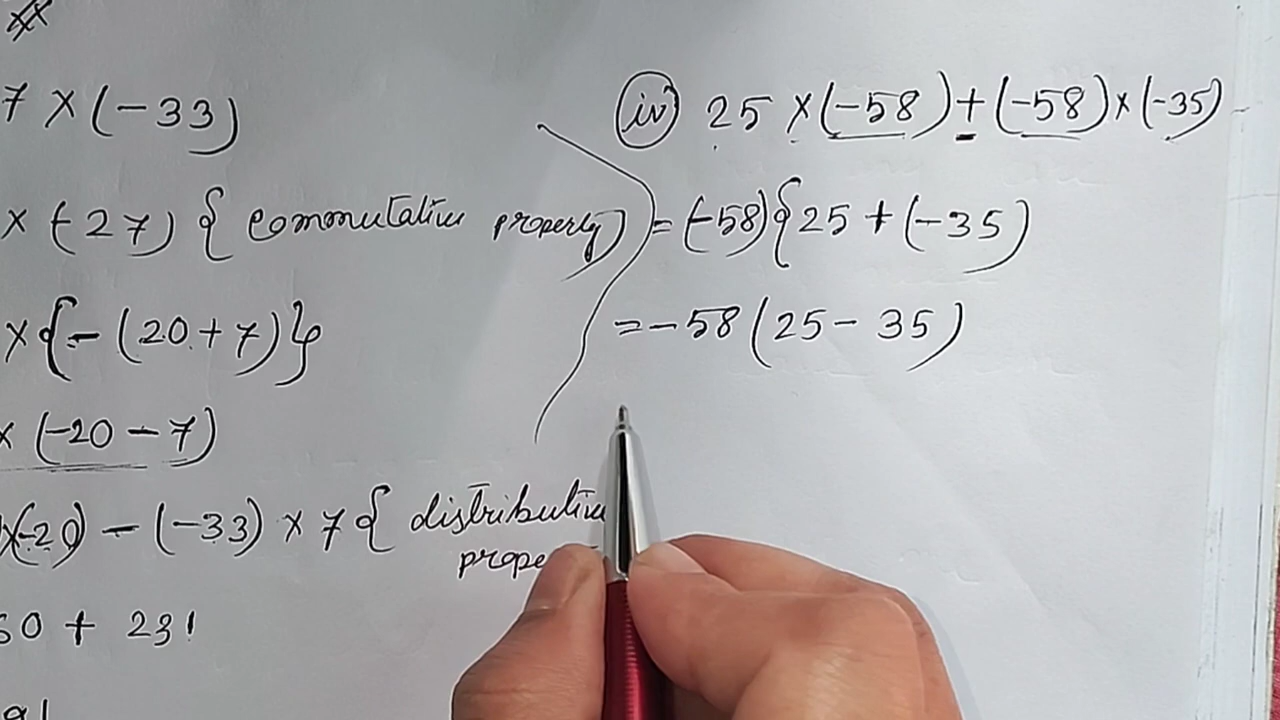 7 × (-33)
× (-27) { commutative property)
× {-(20+7)}
× (-20-7)
×(-20) - (-33) × 7 { distributive
prope
60 + 231
91
(iv) 25 × (-58) + (-58) × (-35)
= (-58) { 25 + (-35)
= -58 (25 - 35)